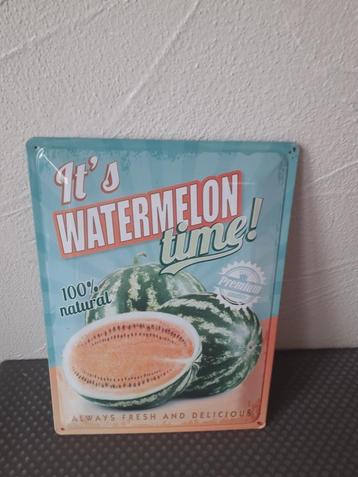 It's
WATERMELON
time!
100%
natural
Premium
ALWAYS FRESH AND DELICIOUS